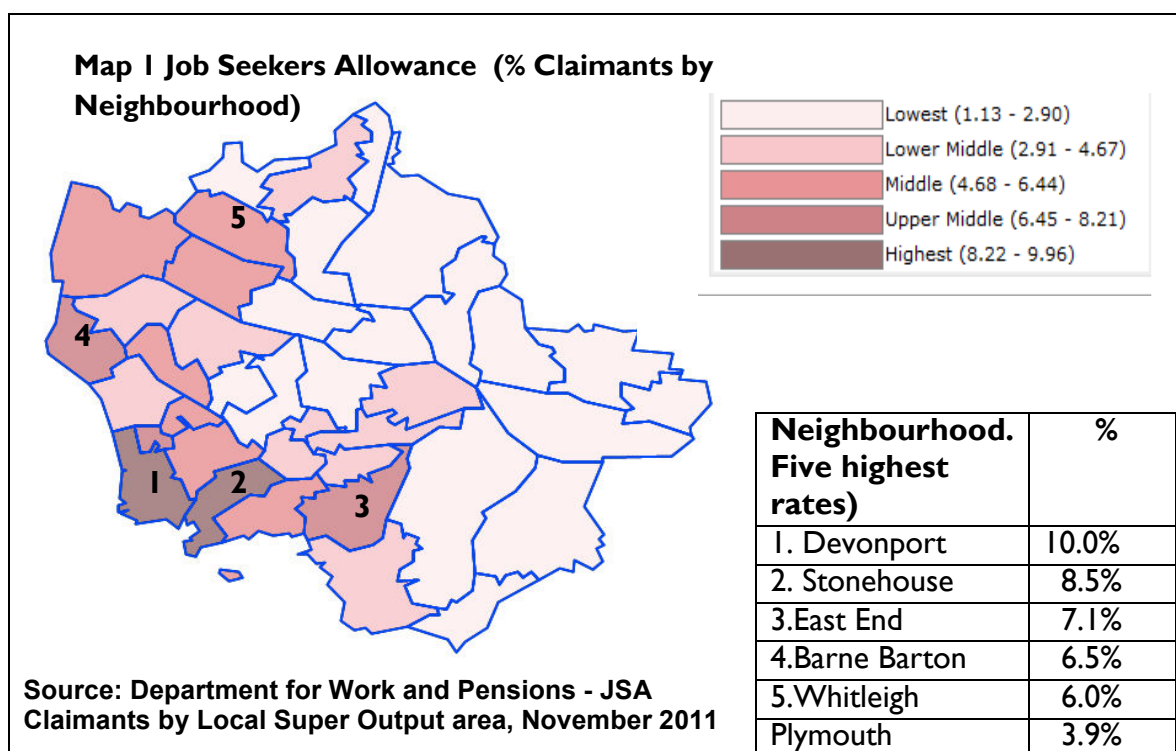 Map 1 Job Seekers Allowance (% Claimants by
Neighbourhood)
Lowest (1.13 - 2.90)
Lower Middle (2.91 - 4.67)
Middle (4.68 - 6.44)
Upper Middle (6.45 - 8.21)
Highest (8.22 - 9.96)
5
4
1
2
3
Neighbourhood. %
Five highest
rates)
1. Devonport 10.0%
2. Stonehouse 8.5%
3.East End 7.1%
4.Barne Barton 6.5%
5.Whitleigh 6.0%
Plymouth 3.9%
Source: Department for Work and Pensions - JSA
Claimants by Local Super Output area, November 2011